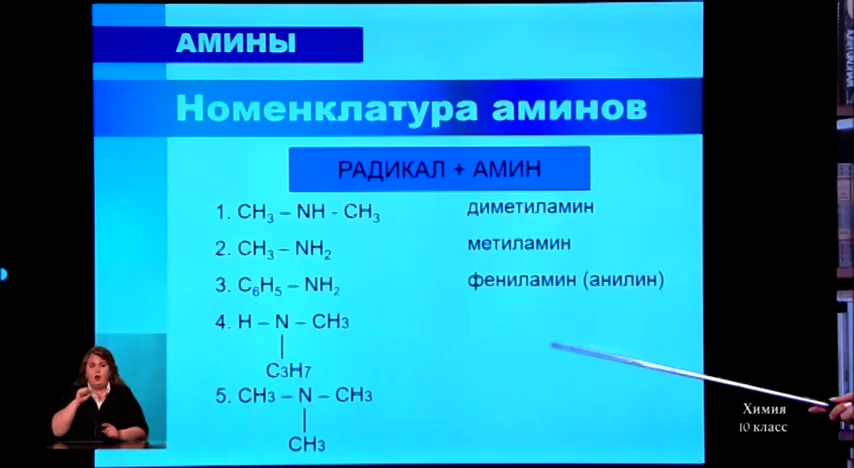 АМИНЫ
Номенклатура аминов
РАДИКАЛ + АМИН
1. CH₃ – NH - CH₃ диметиламин
2. CH₃ – NH₂ метиламин
3. C₆H₅ – NH₂ фениламин (анилин)
4. H – N – CH₃
|
C₃H₇
5. CH₃ – N – CH₃
|
CH₃
Химия
10 класс